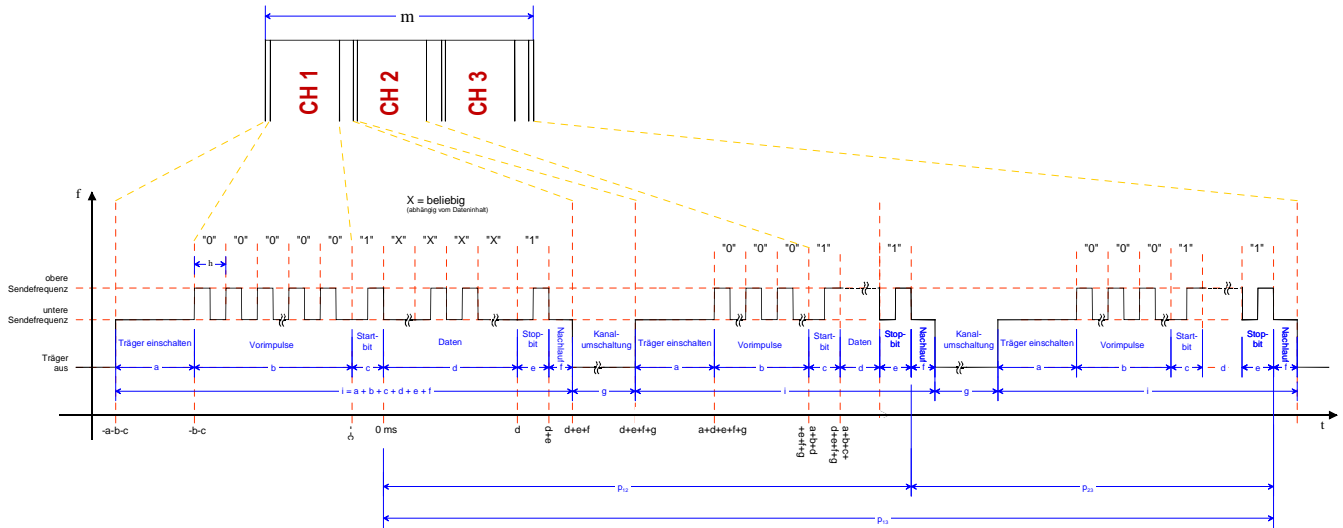 m
CH 1
CH 2
CH 3
f
X = beliebig
(abhängig vom Dateninhalt)
"0" "0" "0" "0" "0" "1" "X" "X" "X" "X" "1" "0" "0" "0" "1" "1" "0" "0" "0" "1" "1"
h
obere
Sendefrequenz
untere
Sendefrequenz
Träger
aus
Träger einschalten
Vorimpulse
Start-
bit
Daten
Stop-
bit
Nachlauf
Kanal-
umschaltung
Träger einschalten
Vorimpulse
Start-
bit
Daten
Stop-
bit
Nachlauf
Kanal-
umschaltung
Träger einschalten
Vorimpulse
Start-
bit
Stop-
bit
Nachlauf
a b c d e f a b c d e f a b c d e f
i = a + b + c + d + e + f g i g i
-a-b-c -b-c -c 0 ms d d+e d+e+f d+e+f+g a+d+e+f+g
a+b+d
+e+f+g
a+b+c+
d+e+f+g
t
p12
p23
p13